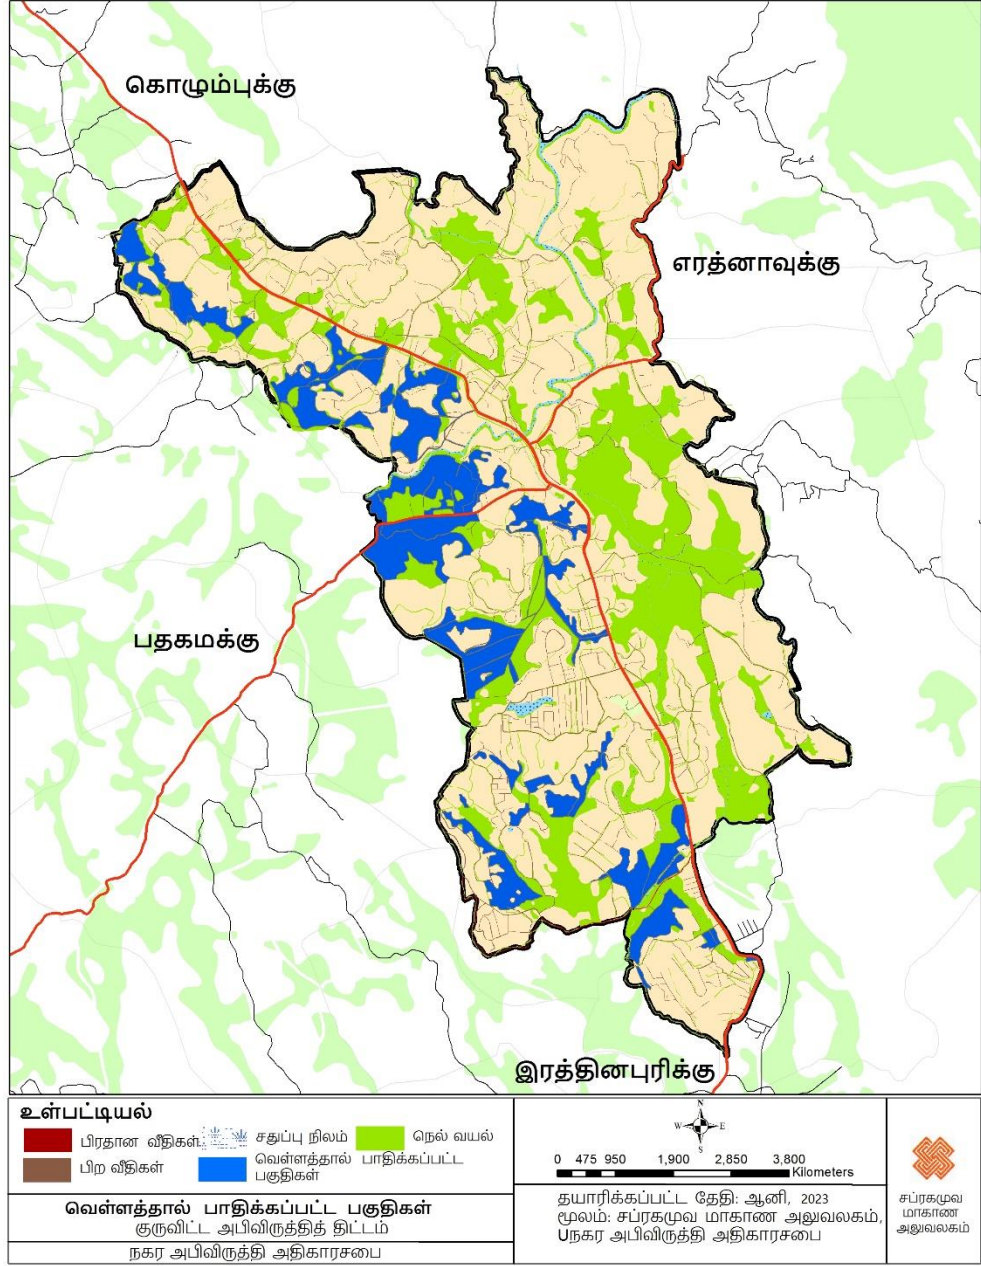 கொழும்புக்கு
எரத்னாவுக்கு
பதகமக்கு
இரத்தினபுரிக்கு
உள்பட்டியல்
பிரதான வீதிகள்
சதுப்பு நிலம்
நெல் வயல்
பிற வீதிகள்
வெள்ளத்தால் பாதிக்கப்பட்ட
பகுதிகள்
வெள்ளத்தால் பாதிக்கப்பட்ட பகுதிகள்
குருவிட்ட அபிவிருத்தித் திட்டம்
நகர அபிவிருத்தி அதிகாரசபை
N
W E
S
0 475 950 1,900 2,850 3,800
Kilometers
தயாரிக்கப்பட்ட தேதி: ஆனி, 2023
மூலம்: சப்ரகமுவ மாகாண அலுவலகம்,
Uநகர அபிவிருத்தி அதிகாரசபை
சப்ரகமுவ
மாகாண
அலுவலகம்